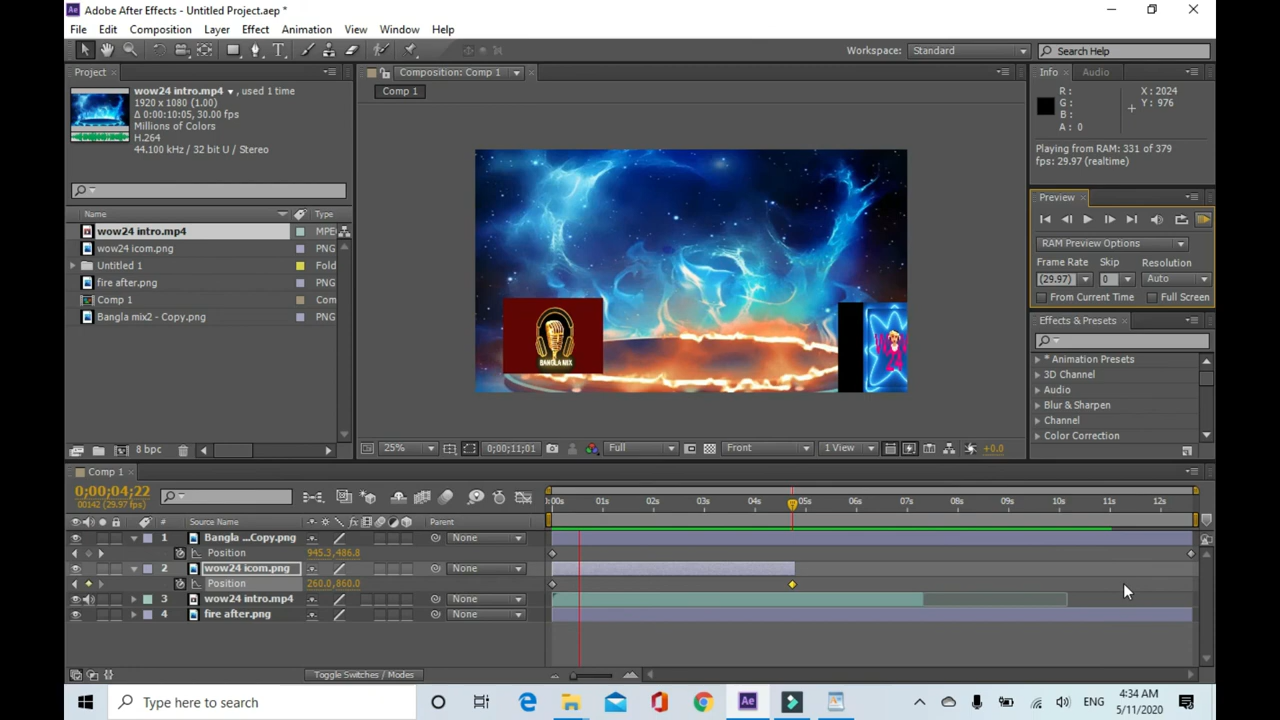 Adobe After Effects - Untitled Project.aep *
File Edit Composition Layer Effect Animation View Window Help
Workspace: Standard Search Help
Project
wow24 intro.mp4 , used 1 time
1920 x 1080 (1.00)
Δ 0:00:10:05, 30.00 fps
Millions of Colors
H.264
44.100 kHz / 32 bit U / Stereo
Name Type
wow24 intro.mp4 MPE
wow24 icom.png PNG
Untitled 1 Fold
fire after.png PNG
Comp 1 Com
Bangla mix2 - Copy.png PNG
8 bpc
Composition: Comp 1
Comp 1
BANGLA MIX
25% 0;00;11;01 Full Front 1 View +0.0
Info Audio
R : X : 2024
G : Y : 976
B :
A : 0
Playing from RAM: 331 of 379
fps: 29.97 (realtime)
Preview
RAM Preview Options
Frame Rate Skip Resolution
(29.97) 0 Auto
From Current Time Full Screen
Effects & Presets
* Animation Presets
3D Channel
Audio
Blur & Sharpen
Channel
Color Correction
Comp 1
0;00;04;22
00142 (29.97 fps)
:00s 01s 02s 03s 04s 05s 06s 07s 08s 09s 10s 11s 12s
# Source Name Parent
1 Bangla ...Copy.png None
Position 945.3,486.8
2 wow24 icom.png None
Position 260.0,860.0
3 wow24 intro.mp4 None
4 fire after.png None
Toggle Switches / Modes
Type here to search
ENG
4:34 AM
5/11/2020